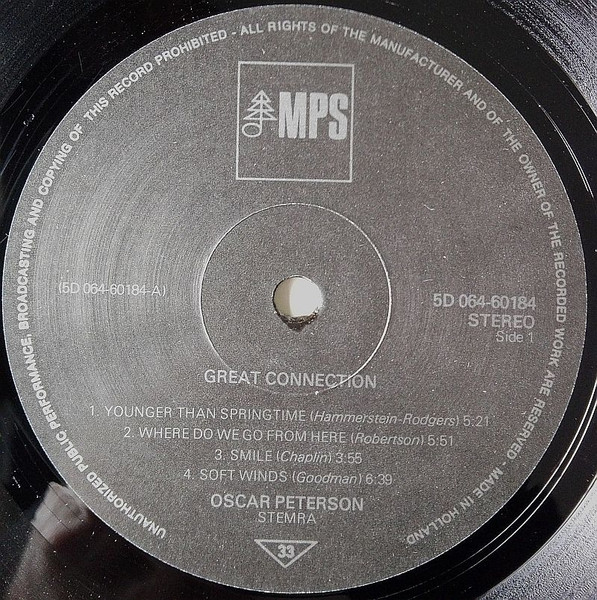 UNAUTHORIZED PUBLIC PERFORMANCE, BROADCASTING AND COPYING OF THIS RECORD PROHIBITED - ALL RIGHTS OF THE MANUFACTURER AND OF THE OWNER OF THE RECORDED WORK ARE RESERVED - MADE IN HOLLAND
MPS
(5D 064-60184-A)
5D 064-60184
STEREO
Side 1
GREAT CONNECTION
1. YOUNGER THAN SPRINGTIME (Hammerstein-Rodgers) 5:21
2. WHERE DO WE GO FROM HERE (Robertson) 5:51
3. SMILE (Chaplin) 3:55
4. SOFT WINDS (Goodman) 6:39
OSCAR PETERSON
STEMRA
33